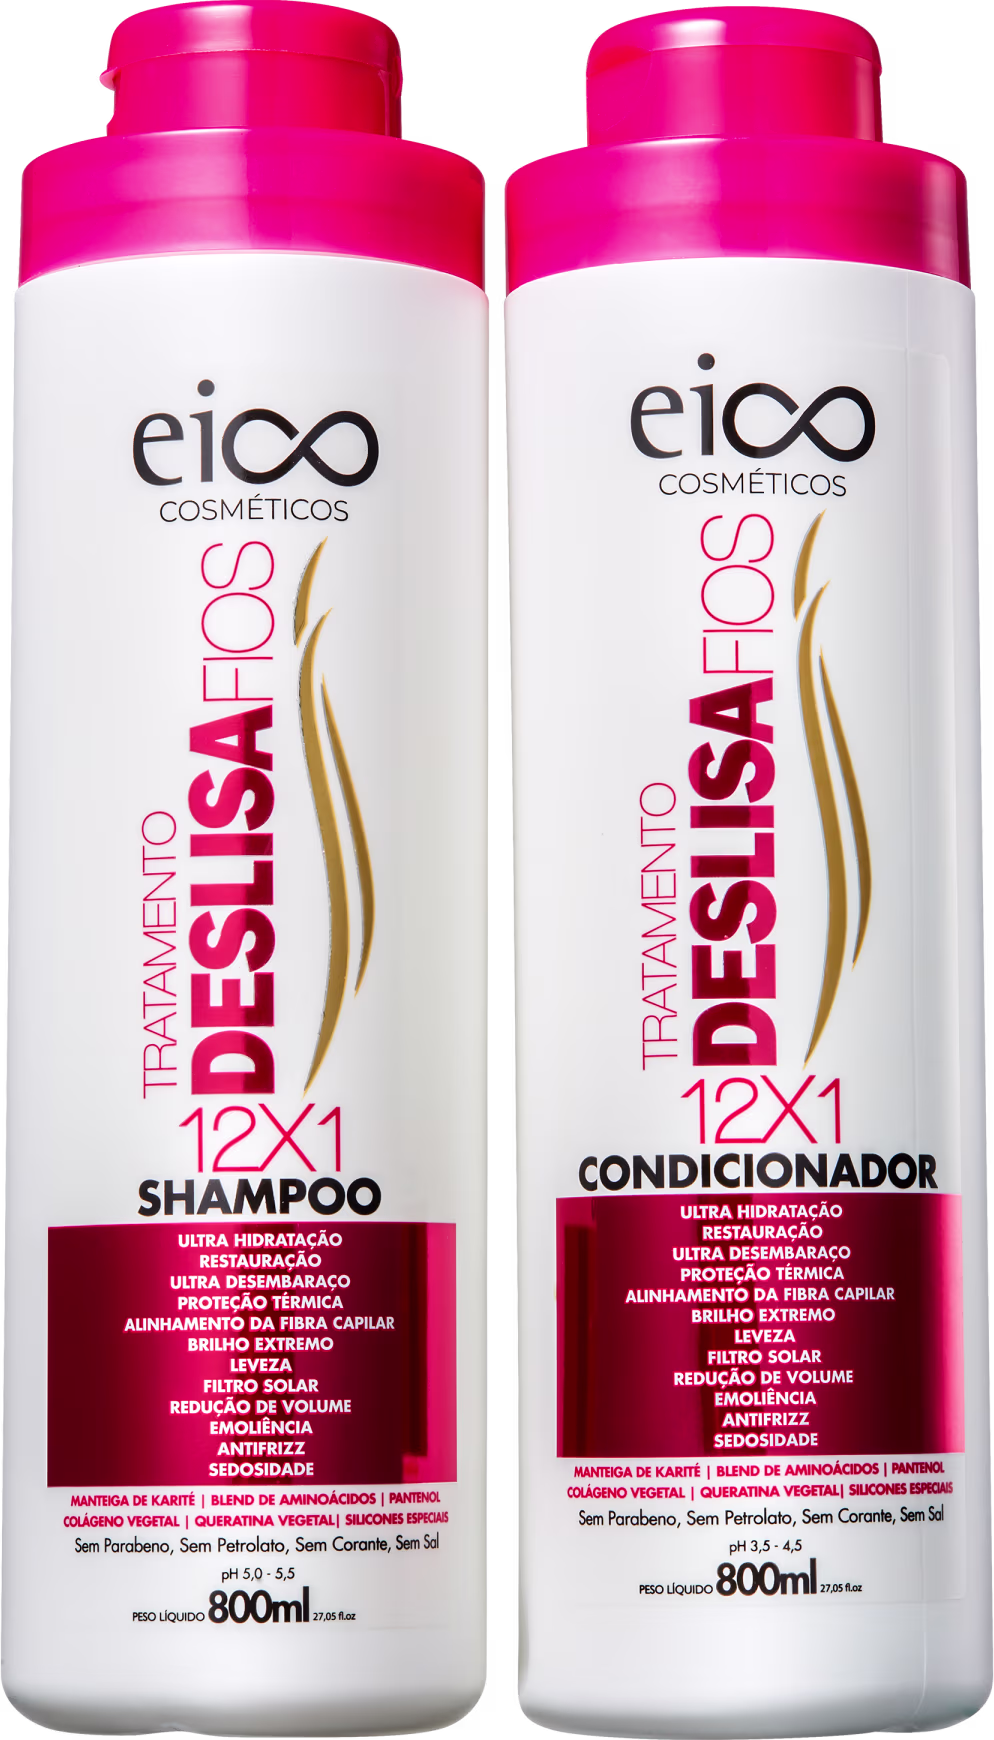 eico
COSMÉTICOS
TRATAMENTO
DESLISAFIOS
12X1
SHAMPOO
ULTRA HIDRATAÇÃO
RESTAURAÇÃO
ULTRA DESEMBARAÇO
PROTEÇÃO TÉRMICA
ALINHAMENTO DA FIBRA CAPILAR
BRILHO EXTREMO
LEVEZA
FILTRO SOLAR
REDUÇÃO DE VOLUME
EMOLIÊNCIA
ANTIFRIZZ
SEDOSIDADE
MANTEIGA DE KARITÉ | BLEND DE AMINOÁCIDOS | PANTENOL
COLÁGENO VEGETAL | QUERATINA VEGETAL| SILICONES ESPECIAIS
Sem Parabeno, Sem Petrolato, Sem Corante, Sem Sal
pH 5,0 - 5,5
PESO LÍQUIDO 800ml 27,05 fl.oz
eico
COSMÉTICOS
TRATAMENTO
DESLISAFIOS
12X1
CONDICIONADOR
ULTRA HIDRATAÇÃO
RESTAURAÇÃO
ULTRA DESEMBARAÇO
PROTEÇÃO TÉRMICA
ALINHAMENTO DA FIBRA CAPILAR
BRILHO EXTREMO
LEVEZA
FILTRO SOLAR
REDUÇÃO DE VOLUME
EMOLIÊNCIA
ANTIFRIZZ
SEDOSIDADE
MANTEIGA DE KARITÉ | BLEND DE AMINOÁCIDOS | PANTENOL
COLÁGENO VEGETAL | QUERATINA VEGETAL| SILICONES ESPECIAIS
Sem Parabeno, Sem Petrolato, Sem Corante, Sem Sal
pH 3,5 - 4,5
PESO LÍQUIDO 800ml 27,05 fl.oz